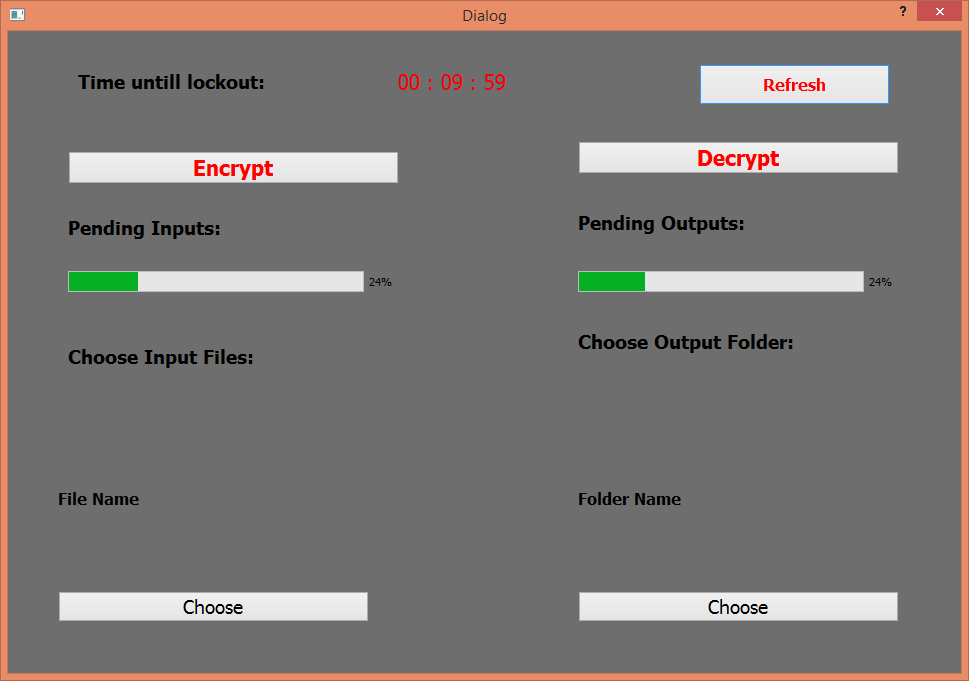 Dialog
?
Time untill lockout: 00 : 09 : 59 Refresh
Encrypt Decrypt
Pending Inputs: Pending Outputs:
24% 24%
Choose Input Files: Choose Output Folder:
File Name Folder Name
Choose Choose